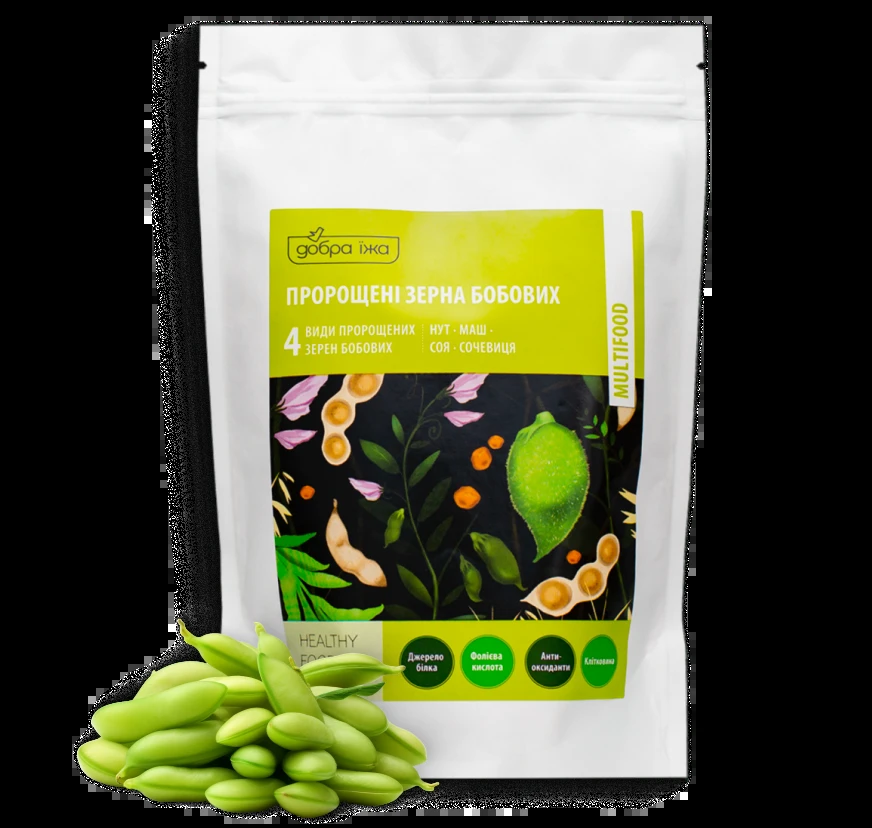 добра їжа
ПРОРОЩЕНІ ЗЕРНА БОБОВИХ
4 ВИДИ ПРОРОЩЕНИХ
ЗЕРЕН БОБОВИХ
НУТ · МАШ ·
СОЯ · СОЧЕВИЦЯ
MULTIFOOD
HEALTHY
Джерело
білка
Фолієва
кислота
Анти-
оксиданти
Клітковина